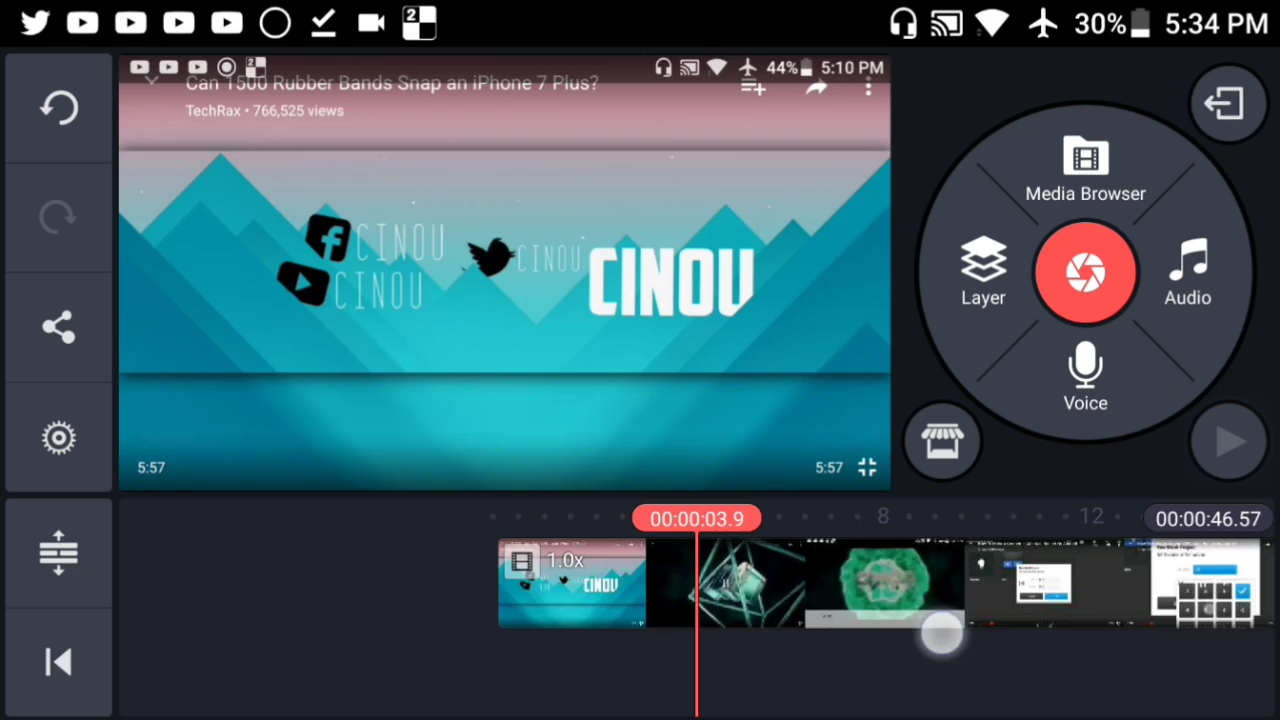 2
30%
5:34 PM
2
44%
5:10 PM
Can 1500 Rubber Bands Snap an iPhone 7 Plus?
TechRax • 766,525 views
CINOU
CINOU
CINOU
CINOU
5:57
5:57
Media Browser
Layer
Audio
Voice
00:00:03.9
8
12
00:00:46.57
1.0x
CINOU